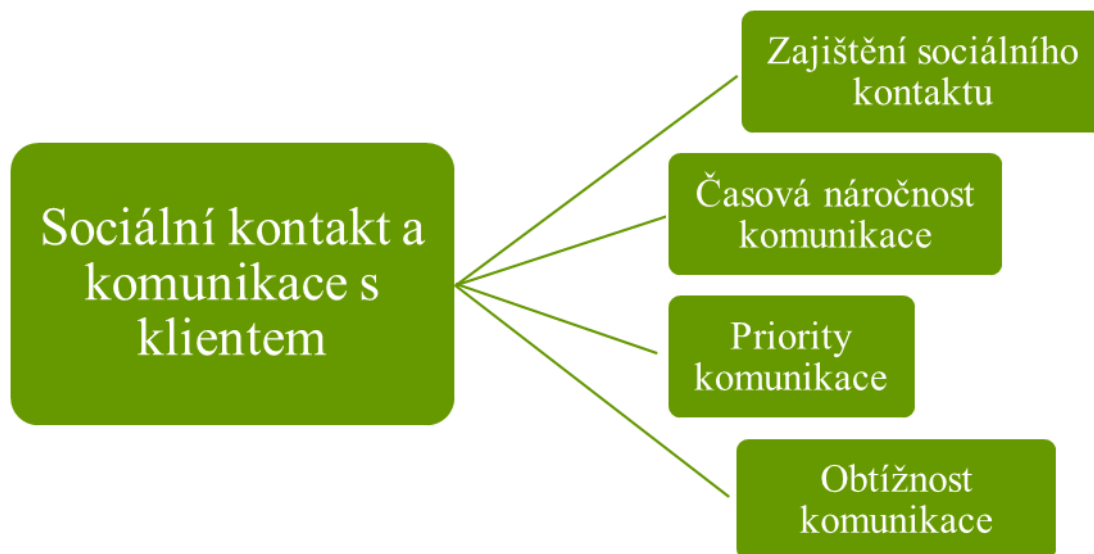 Sociální kontakt a
komunikace s
klientem
Zajištění sociálního
kontaktu
Časová náročnost
komunikace
Priority
komunikace
Obtížnost
komunikace